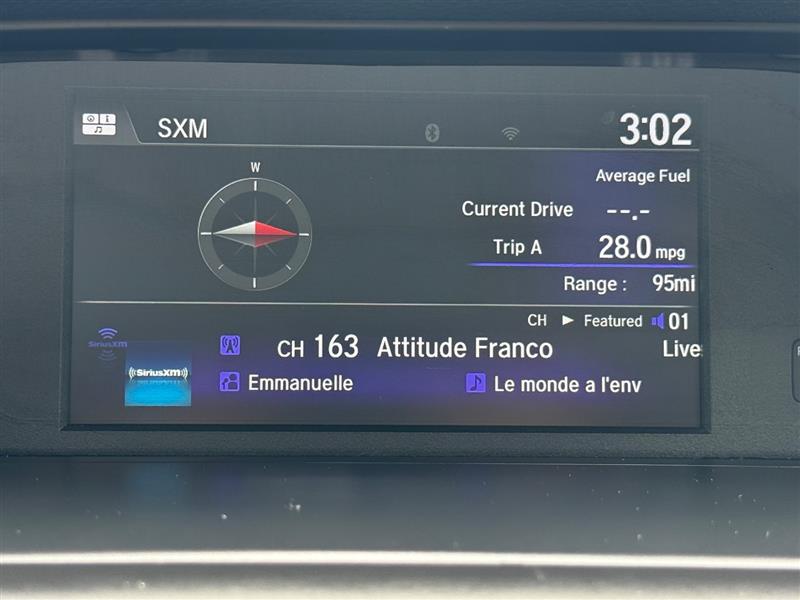 SXM
3:02
W
Average Fuel
Current Drive --.-
Trip A 28.0 mpg
Range : 95mi
CH ► Featured 01
SiriusXM
CH 163 Attitude Franco Live
((SiriusXM))
Emmanuelle Le monde a l'env